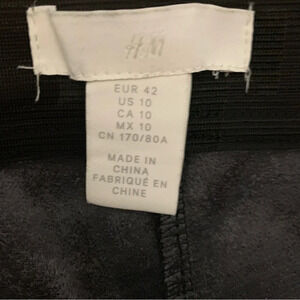 H&M
EUR 42
US 10
CA 10
MX 10
CN 170/80A
MADE IN
CHINA
FABRIQUÉ EN
CHINE